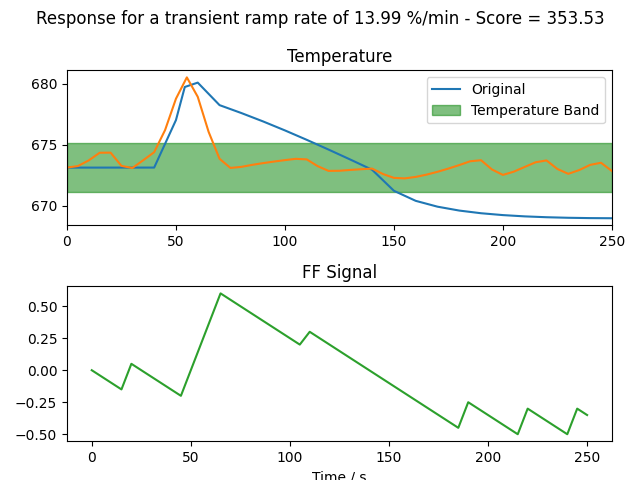 Response for a transient ramp rate of 13.99 %/min - Score = 353.53
Temperature
680
675
670
Original
Temperature Band
0 50 100 150 200 250
FF Signal
0.50
0.25
0.00
−0.25
−0.50
0 50 100 150 200 250
Time / s